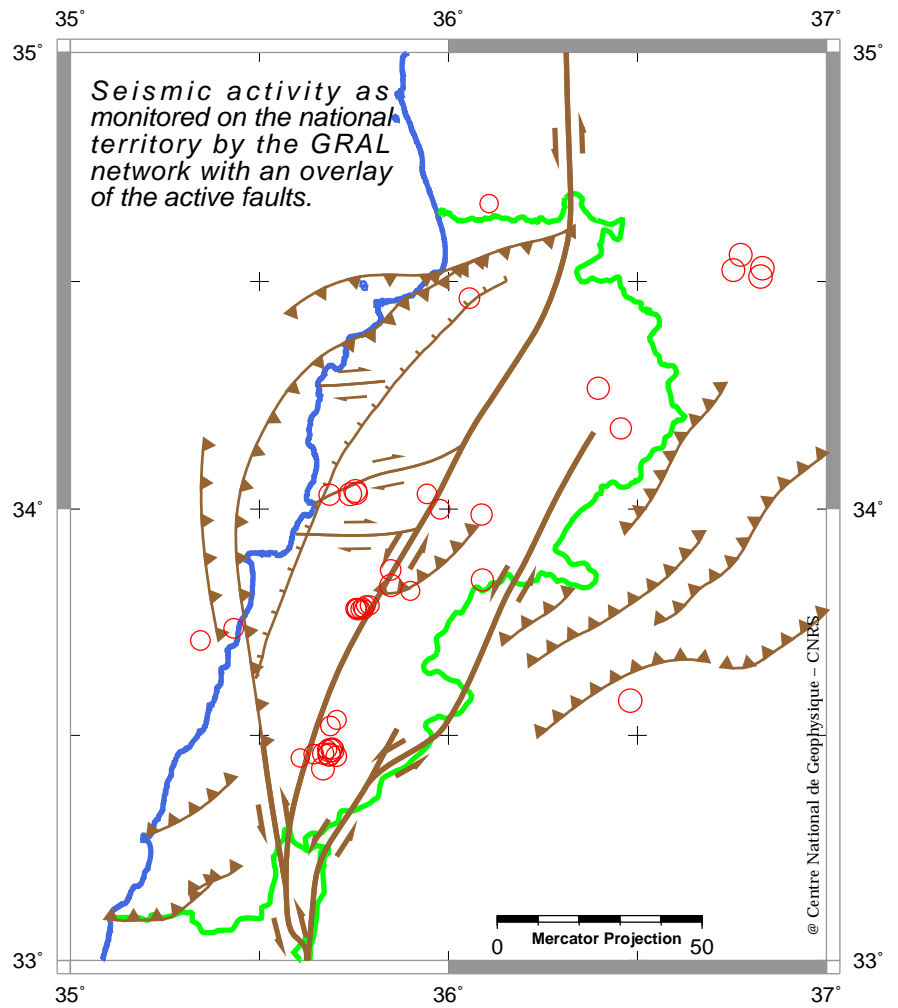 35° 36° 37°
35° 35°
Seismic activity as
monitored on the national
territory by the GRAL
network with an overlay
of the active faults.
34° 34°
@ Centre National de Geophysique – CNRS
Mercator Projection
0 50
33° 33°
35° 36° 37°